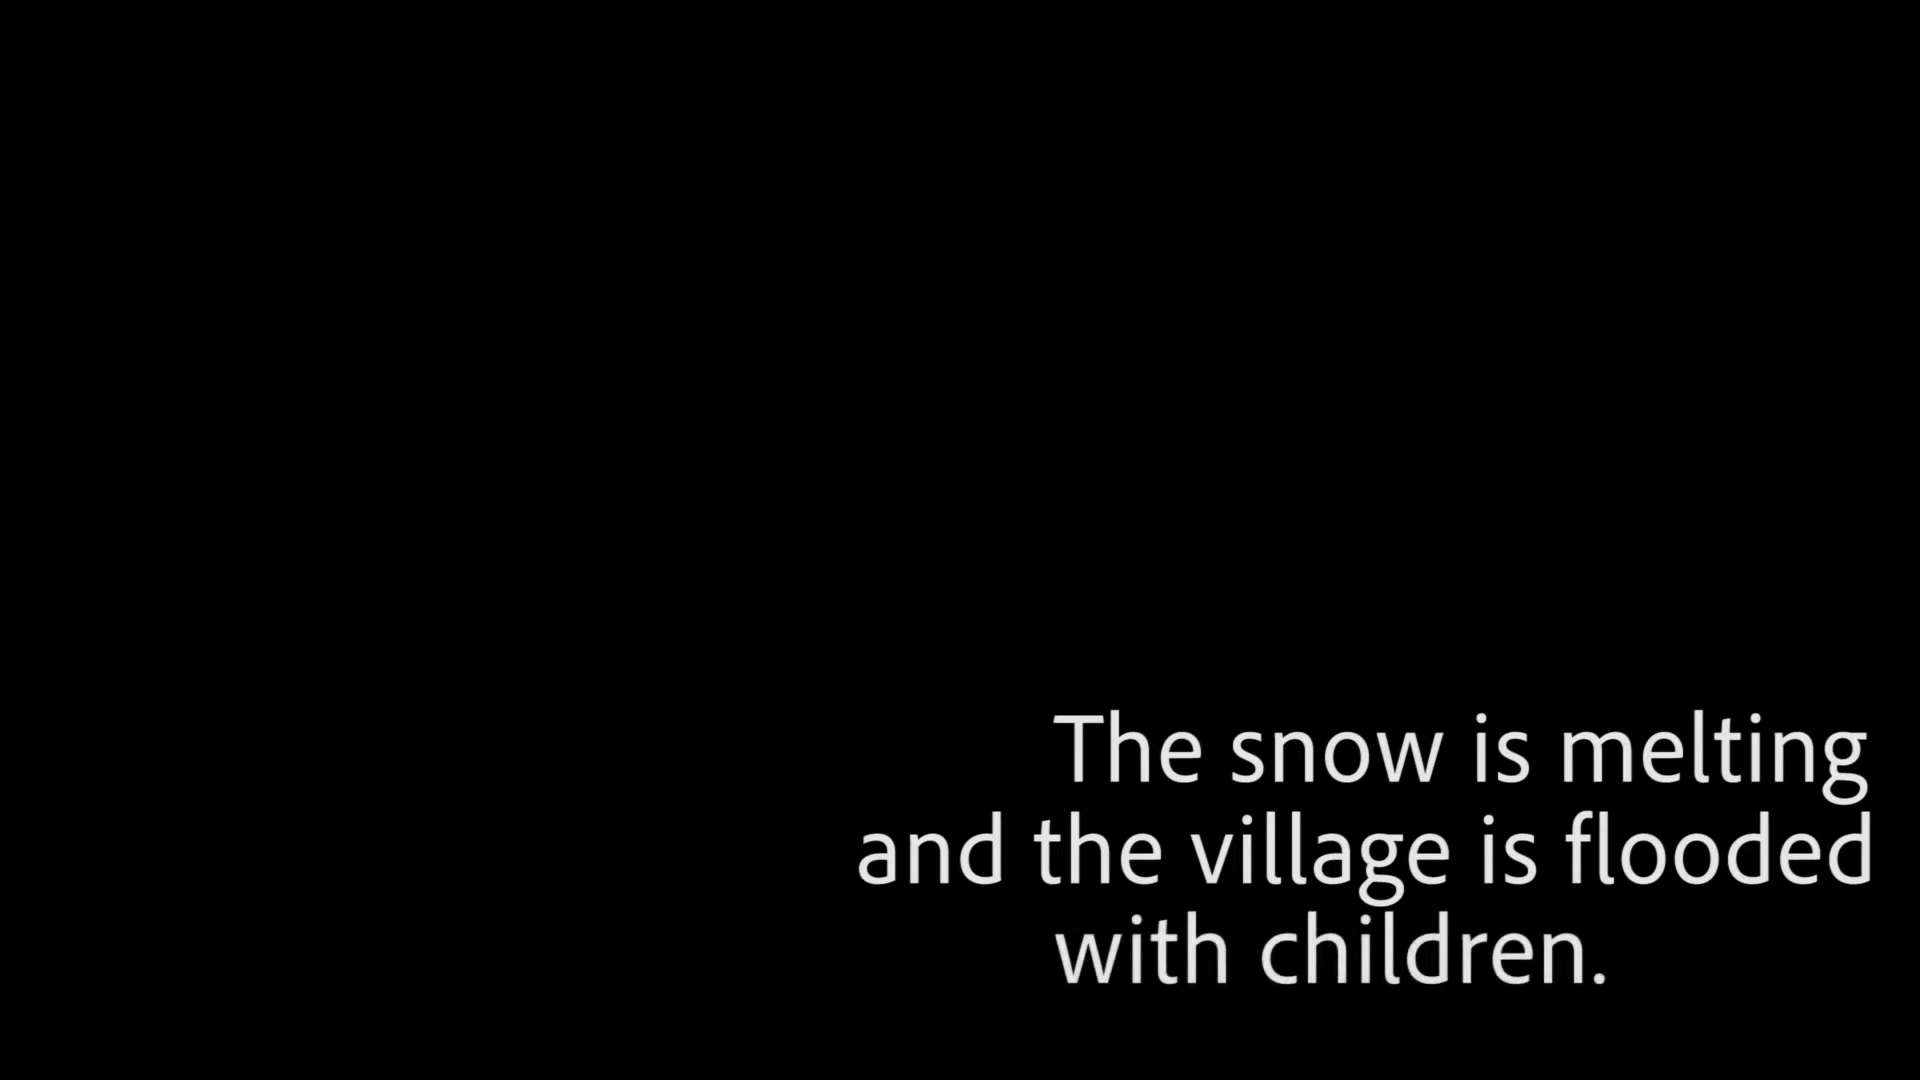 The snow is melting
and the village is flooded
with children.